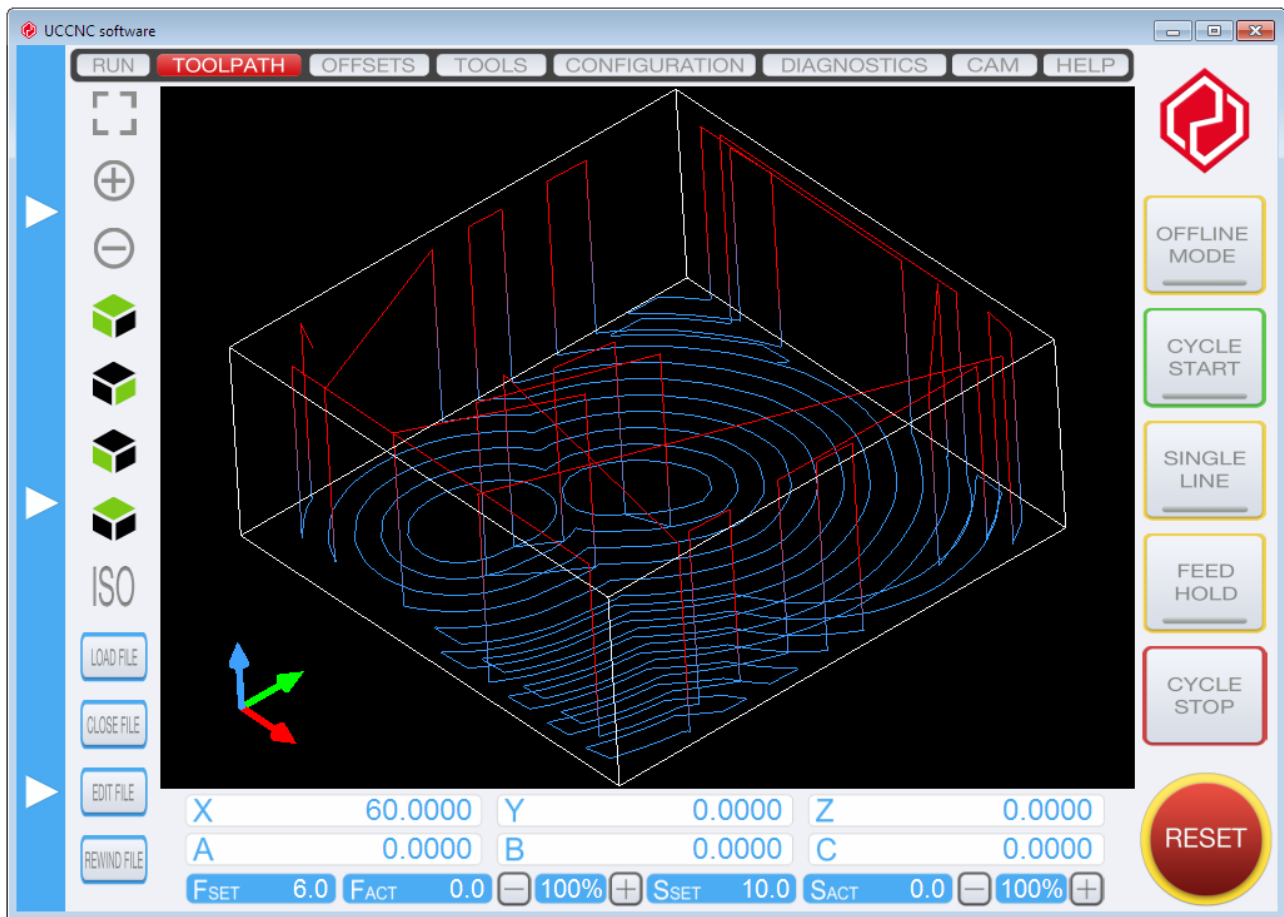 UCCNC software
RUN TOOLPATH OFFSETS TOOLS CONFIGURATION DIAGNOSTICS CAM HELP
ISO
LOAD FILE
CLOSE FILE
EDIT FILE
REWIND FILE
X 60.0000 Y 0.0000 Z 0.0000
A 0.0000 B 0.0000 C 0.0000
FSET 6.0 FACT 0.0 100% SSET 10.0 SACT 0.0 100%
OFFLINE
MODE
CYCLE
START
SINGLE
LINE
FEED
HOLD
CYCLE
STOP
RESET